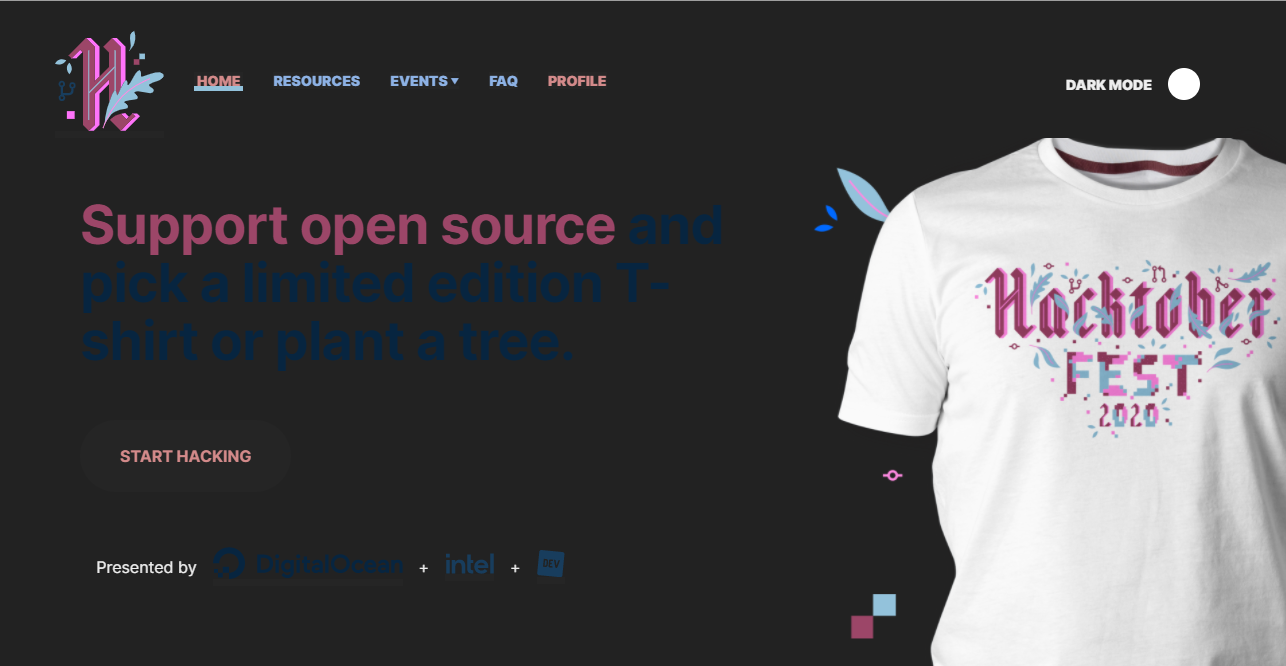 HOME RESOURCES EVENTS FAQ PROFILE
DARK MODE
Support open source and
pick a limited edition T-
shirt or plant a tree.
START HACKING
Presented by DigitalOcean + intel + DEV
Hacktober
FEST
2020